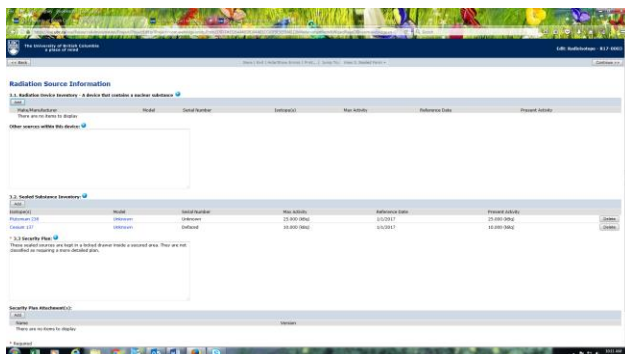 The University of British Columbia
a place of mind
Edit: Radioisotopes - R17-0003
<< Back
Continue >>
Radiation Source Information
3.1. Radiation Device Inventory - A device that contains a nuclear substance
Add
Make/Manufacturer Model Serial Number Isotope(s) Max Activity Reference Date Present Activity
There are no items to display
Other sources within this device:
3.2. Sealed Substance Inventory:
Add
Isotope(s) Model Serial Number Max Activity Reference Date Present Activity
Unknown Unknown 25.000 (kBq) 1/1/2017 25.000 (kBq) Delete
Cesium 137 Unknown Defaced 10.000 (kBq) 1/1/2017 10.000 (kBq) Delete
* 3.3 Security Plan:
These sealed sources are kept in a locked drawer inside a secured area. They are not
classified as requiring a more detailed plan.
Security Plan Attachment(s):
Add
Name Version
There are no items to display
* Required